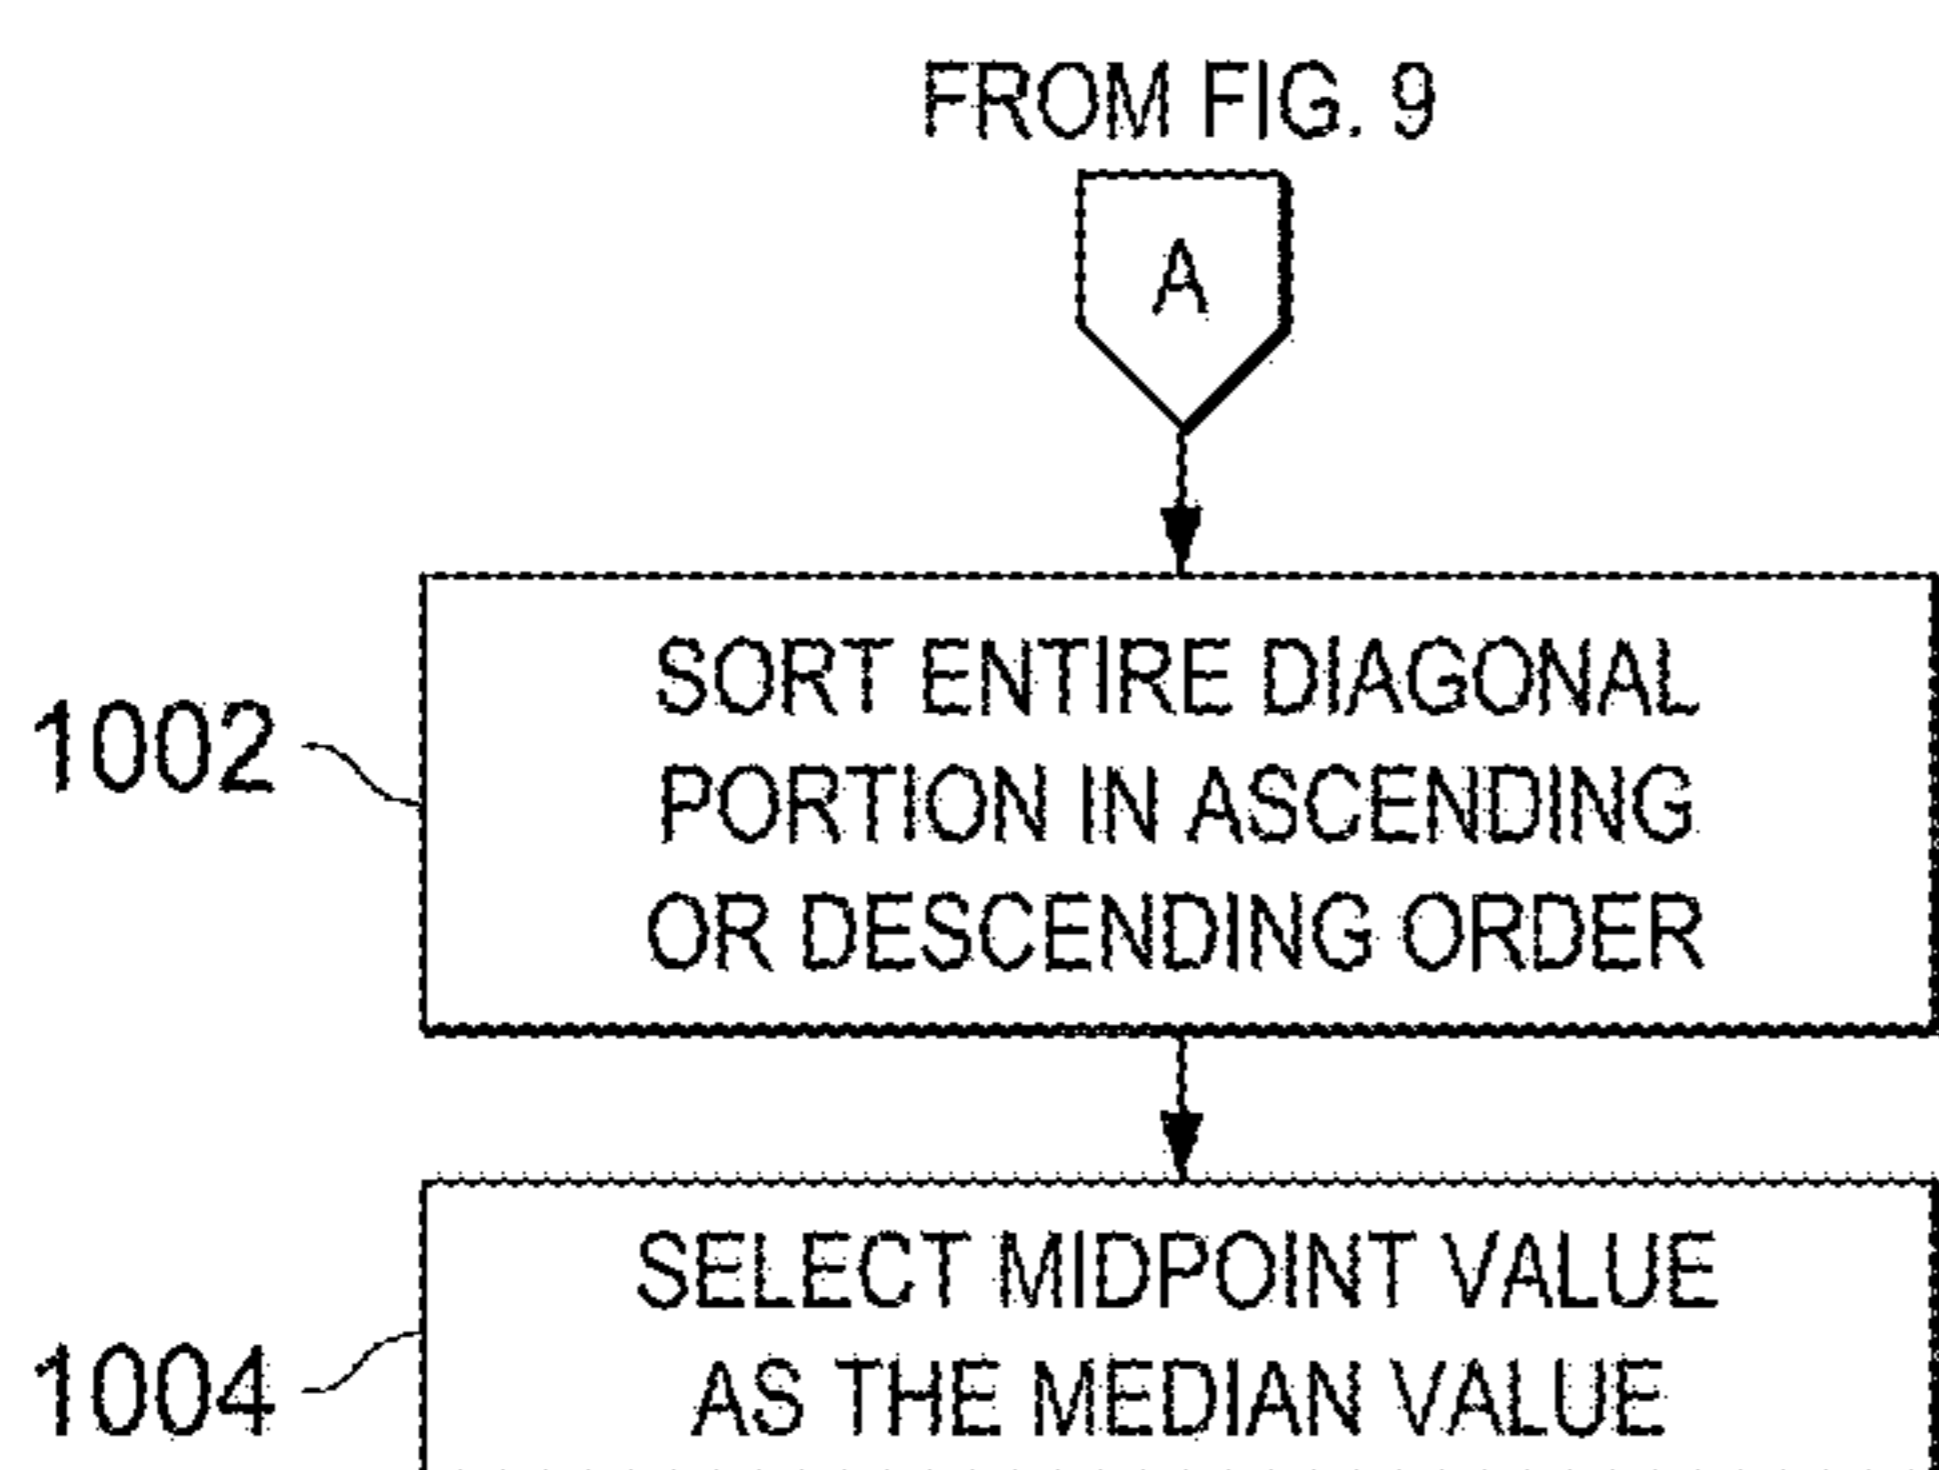 FROM FIG. 9
A
1002
SORT ENTIRE DIAGONAL
PORTION IN ASCENDING
OR DESCENDING ORDER
1004
SELECT MIDPOINT VALUE
AS THE MEDIAN VALUE